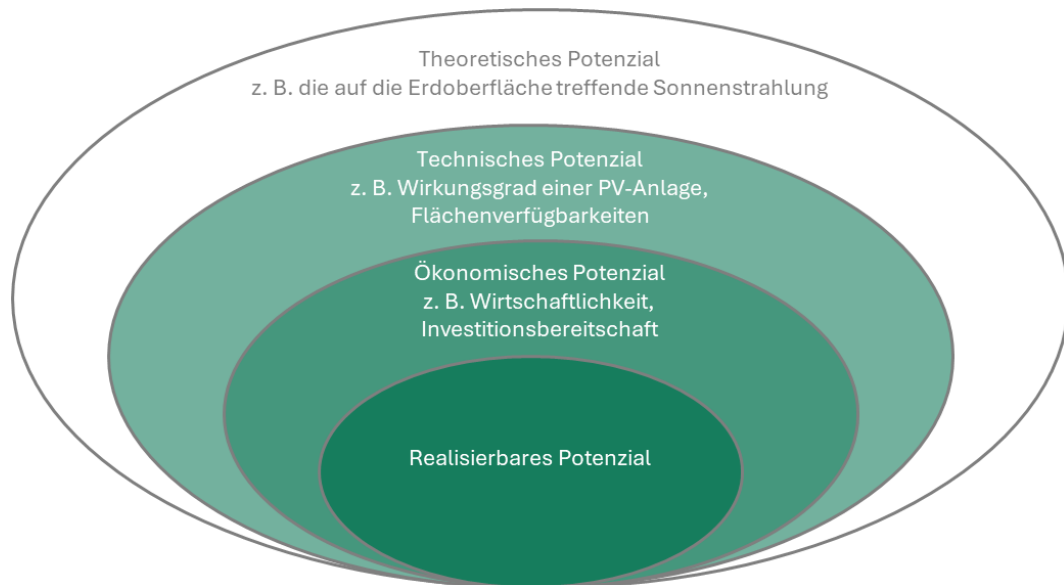 Theoretisches Potenzial
z. B. die auf die Erdoberfläche treffende Sonnenstrahlung
Technisches Potenzial
z. B. Wirkungsgrad einer PV-Anlage,
Flächenverfügbarkeiten
Ökonomisches Potenzial
z. B. Wirtschaftlichkeit,
Investitionsbereitschaft
Realisierbares Potenzial